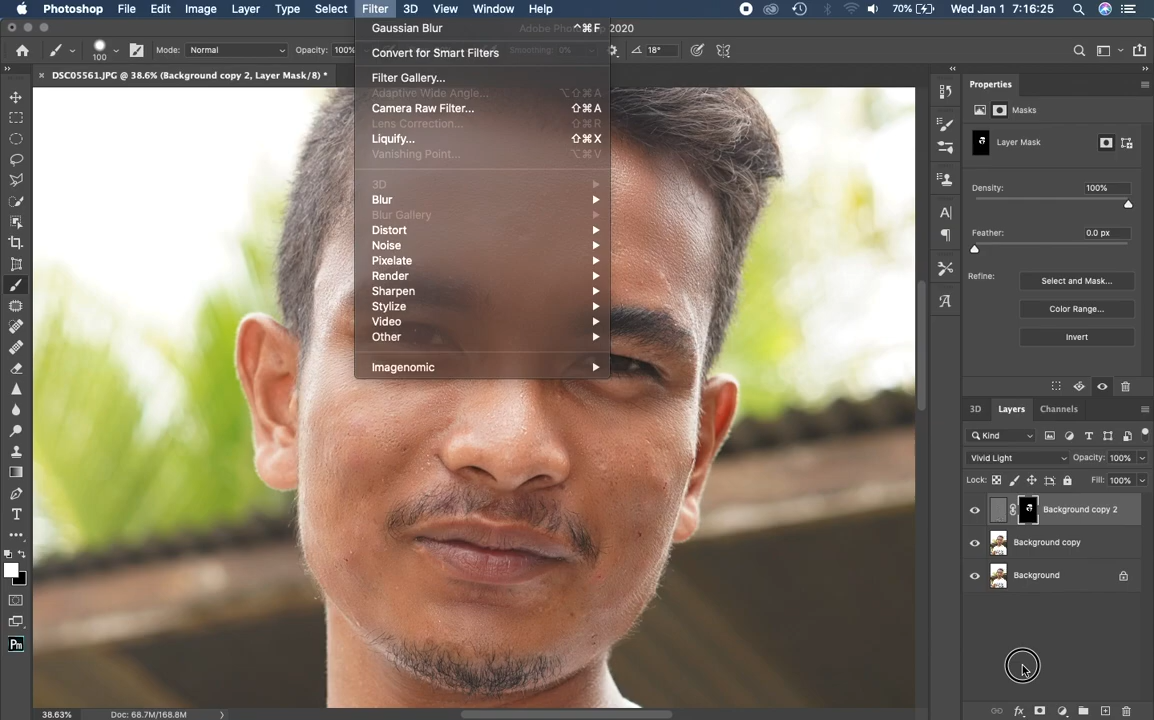 Photoshop File Edit Image Layer Type Select Filter 3D View Window Help 70% Wed Jan 1 7:16:25
Gaussian Blur ^⌘F 2020
100 Mode: Normal Opacity: 100% Smoothing: 0% 18°
Convert for Smart Filters
× DSC05561.JPG @ 38.6% (Background copy 2, Layer Mask/8) *
Filter Gallery...
Adaptive Wide Angle... ⌥⇧⌘A
Camera Raw Filter... ⇧⌘A
Lens Correction... ⇧⌘R
Liquify... ⇧⌘X
Vanishing Point... ⌥⌘V
3D
Blur
Blur Gallery
Distort
Noise
Pixelate
Render
Sharpen
Stylize
Video
Other
Imagenomic
Properties
Masks
Layer Mask
Density: 100%
Feather: 0.0 px
Refine: Select and Mask...
Color Range...
Invert
3D Layers Channels
Kind
Vivid Light Opacity: 100%
Lock: Fill: 100%
Background copy 2
Background copy
Background
Pm
38.63% Doc: 68.7M/168.8M